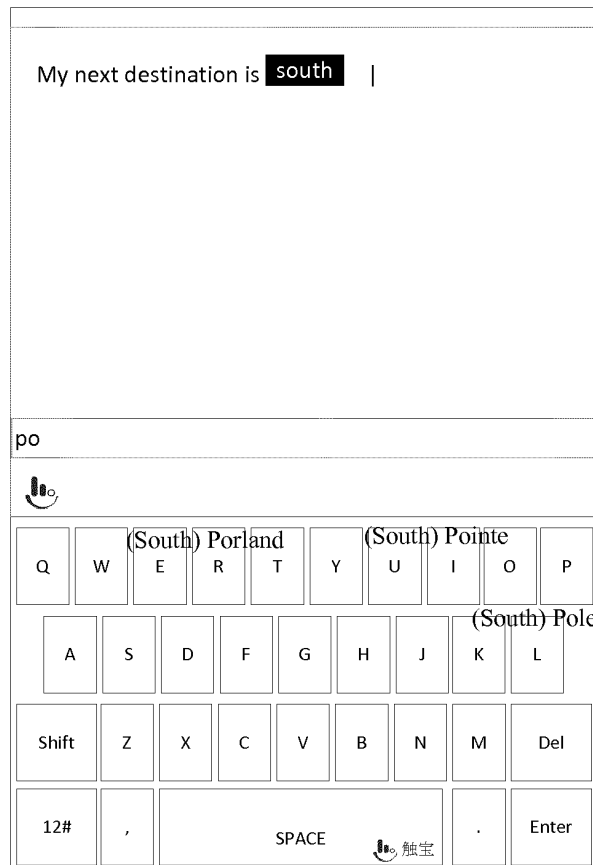 My next destination is south |
po
(South) Porland (South) Pointe
Q W E R T Y U I O P
(South) Pole
A S D F G H J K L
Shift Z X C V B N M Del
12# , SPACE 触宝 . Enter